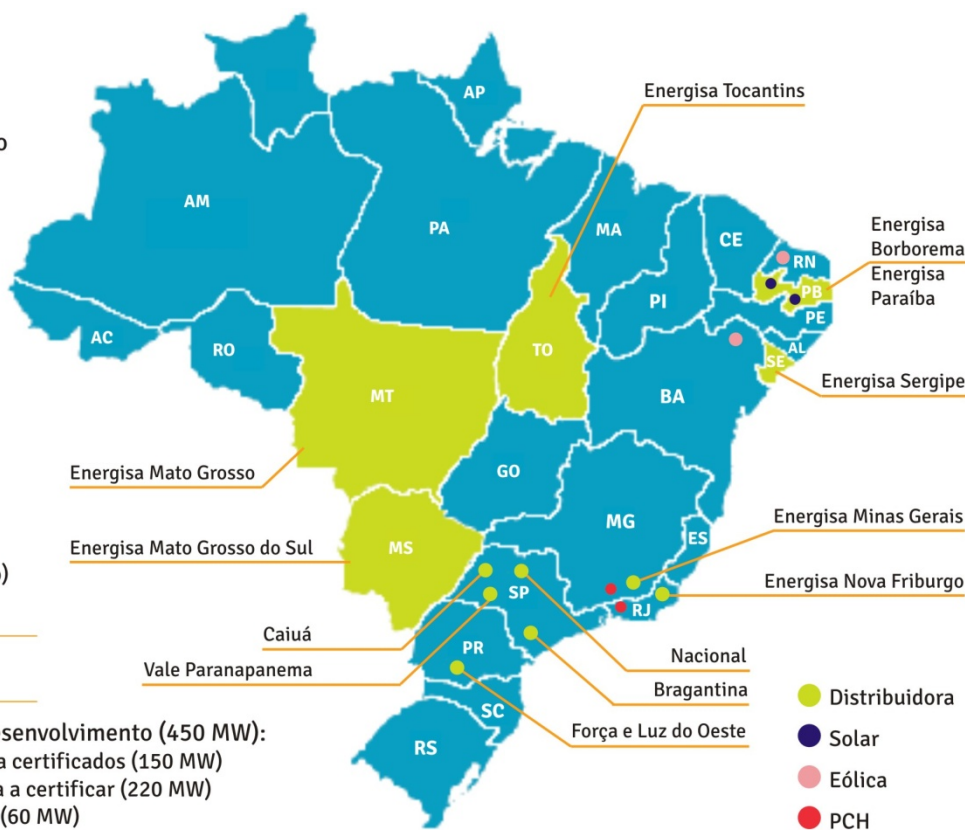 o
AP
Energisa Tocantins
AM
PA
MA
CE
RN
Energisa
Borborema
Energisa
Paraíba
PI
PB
PE
AC
RO
TO
AL
SE
MT
BA
Energisa Sergipe
Energisa Mato Grosso
GO
MG
Energisa Minas Gerais
Energisa Mato Grosso do Sul
MS
ES
)
SP
RJ
Energisa Nova Friburgo
Caiuá
PR
Nacional
Vale Paranapanema
Bragantina
SC
Força e Luz do Oeste
RS
Distribuidora
Solar
Eólica
PCH
esenvolvimento (450 MW):
a certificados (150 MW)
a a certificar (220 MW)
(60 MW)